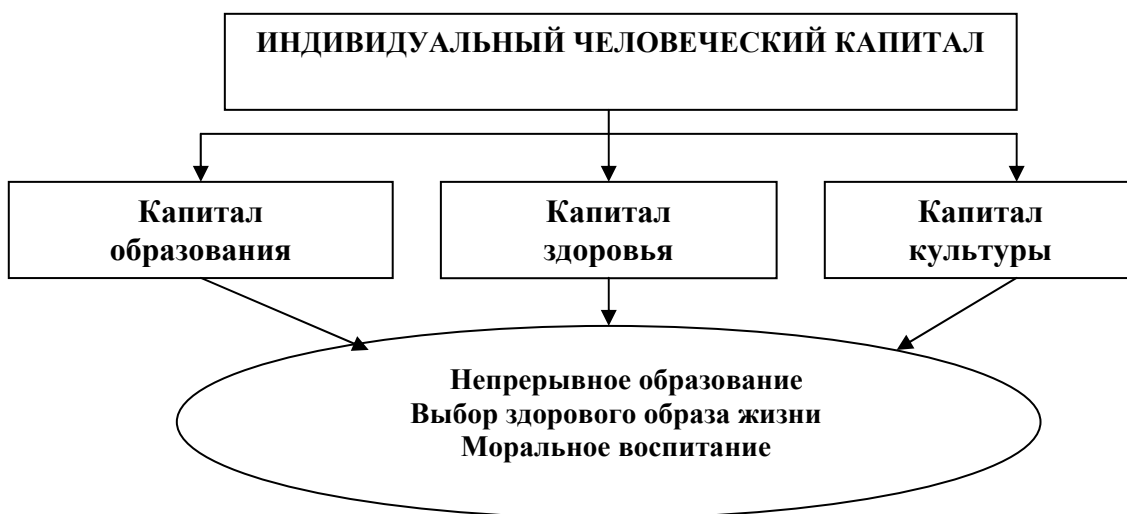 ИНДИВИДУАЛЬНЫЙ ЧЕЛОВЕЧЕСКИЙ КАПИТАЛ
Капитал
образования
Капитал
здоровья
Капитал
культуры
Непрерывное образование
Выбор здорового образа жизни
Моральное воспитание